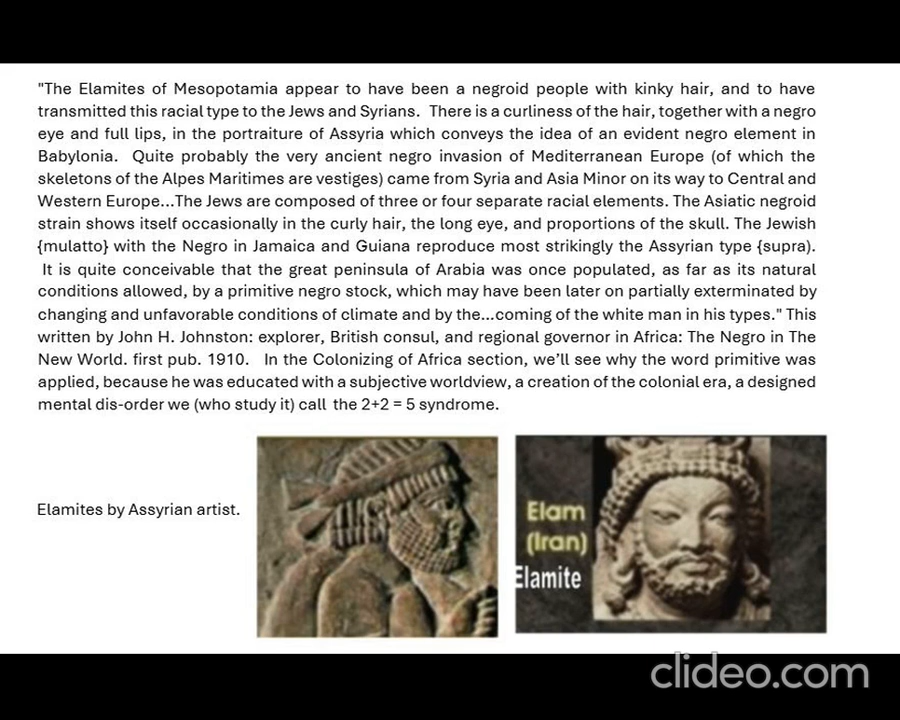 "The Elamites of Mesopotamia appear to have been a negroid people with kinky hair, and to have
transmitted this racial type to the Jews and Syrians.  There is a curliness of the hair, together with a negro
eye and full lips, in the portraiture of Assyria which conveys the idea of an evident negro element in
Babylonia.  Quite probably the very ancient negro invasion of Mediterranean Europe (of which the
skeletons of the Alpes Maritimes are vestiges) came from Syria and Asia Minor on its way to Central and
Western Europe...The Jews are composed of three or four separate racial elements. The Asiatic negroid
strain shows itself occasionally in the curly hair, the long eye, and proportions of the skull. The Jewish
{mulatto} with the Negro in Jamaica and Guiana reproduce most strikingly the Assyrian type {supra}.
It is quite conceivable that the great peninsula of Arabia was once populated, as far as its natural
conditions allowed, by a primitive negro stock, which may have been later on partially exterminated by
changing and unfavorable conditions of climate and by the...coming of the white man in his types." This
written by John H. Johnston: explorer, British consul, and regional governor in Africa: The Negro in The
New World. first pub. 1910.   In the Colonizing of Africa section, we'll see why the word primitive was
applied, because he was educated with a subjective worldview, a creation of the colonial era, a designed
mental dis-order we (who study it) call  the 2+2 = 5 syndrome.
Elamites by Assyrian artist.
Elam
(Iran)
Elamite
clideo.com